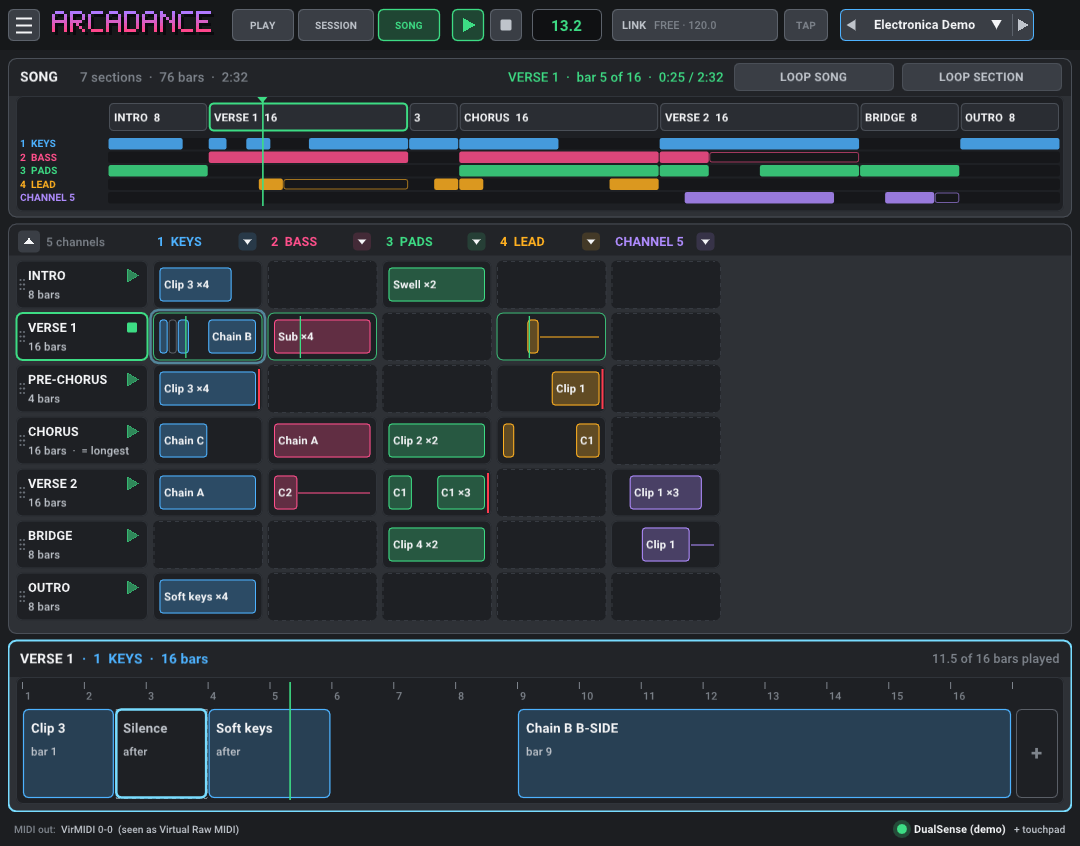 ARCADANCE PLAY SESSION SONG 13.2 LINK FREE · 120.0 TAP Electronica Demo
SONG 7 sections · 76 bars · 2:32 VERSE 1 · bar 5 of 16 · 0:25 / 2:32 LOOP SONG LOOP SECTION
INTRO 8 VERSE 1 16 3 CHORUS 16 VERSE 2 16 BRIDGE 8 OUTRO 8
1 KEYS
2 BASS
3 PADS
4 LEAD
CHANNEL 5
5 channels 1 KEYS 2 BASS 3 PADS 4 LEAD CHANNEL 5
INTRO
8 bars
Clip 3 ×4 Swell ×2
VERSE 1
16 bars
Chain B Sub ×4
PRE-CHORUS
4 bars
Clip 3 ×4 Clip 1
CHORUS
16 bars · = longest
Chain C Chain A Clip 2 ×2 C1
VERSE 2
16 bars
Chain A C2 C1 C1 ×3 Clip 1 ×3
BRIDGE
8 bars
Clip 4 ×2 Clip 1
OUTRO
8 bars
Soft keys ×4
VERSE 1 · 1 KEYS · 16 bars 11.5 of 16 bars played
1 2 3 4 5 6 7 8 9 10 11 12 13 14 15 16
Clip 3 Silence Soft keys Chain B B-SIDE
bar 1 after after bar 9 +
MIDI out: VirMIDI 0-0 (seen as Virtual Raw MIDI) DualSense (demo) + touchpad